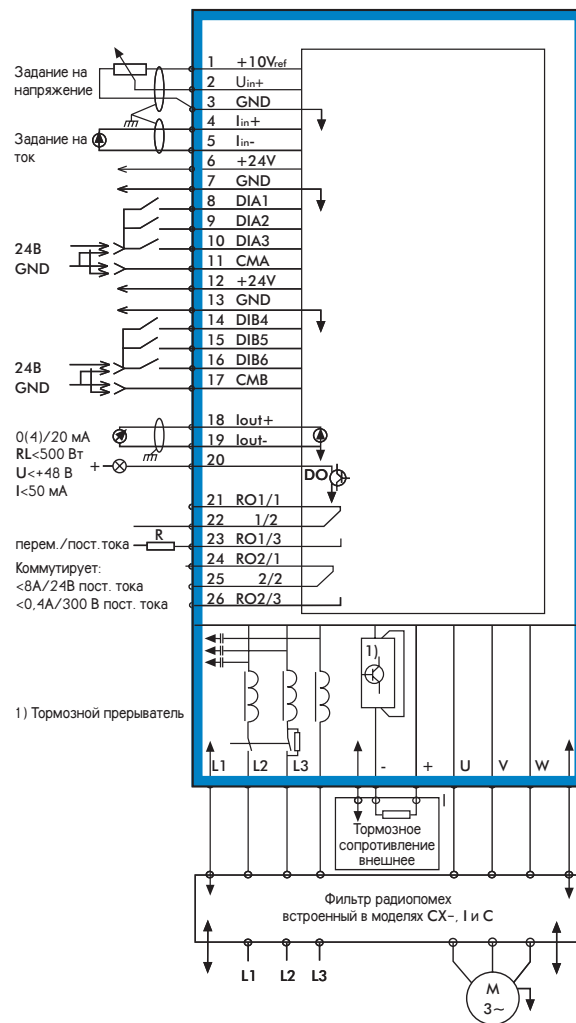 Задание на
напряжение
1 +10Vref
2 Uin+
3 GND
4 Iin+
Задание на
ток
5 Iin-
6 +24V
7 GND
8 DIA1
9 DIA2
10 DIA3
24В
GND
11 CMA
12 +24V
13 GND
14 DIB4
15 DIB5
16 DIB6
24В
GND
17 CMB
18 Iout+
19 Iout-
20
0(4)/20 мА
RL<500 Вт
U<+48 В
I<50 мА
+
DO
21 RO1/1
22 1/2
23 RO1/3
R
перем./пост.тока
24 RO2/1
25 2/2
26 RO2/3
Коммутирует:
<8А/24В пост. тока
<0,4А/300 В пост. тока
1)
1) Тормозной прерыватель
L1 L2 L3 - + U V W
I
Тормозное
сопротивление
внешнее
Фильтр радиопомех
встроенный в моделях CX-, I и C
L1 L2 L3
M
3~